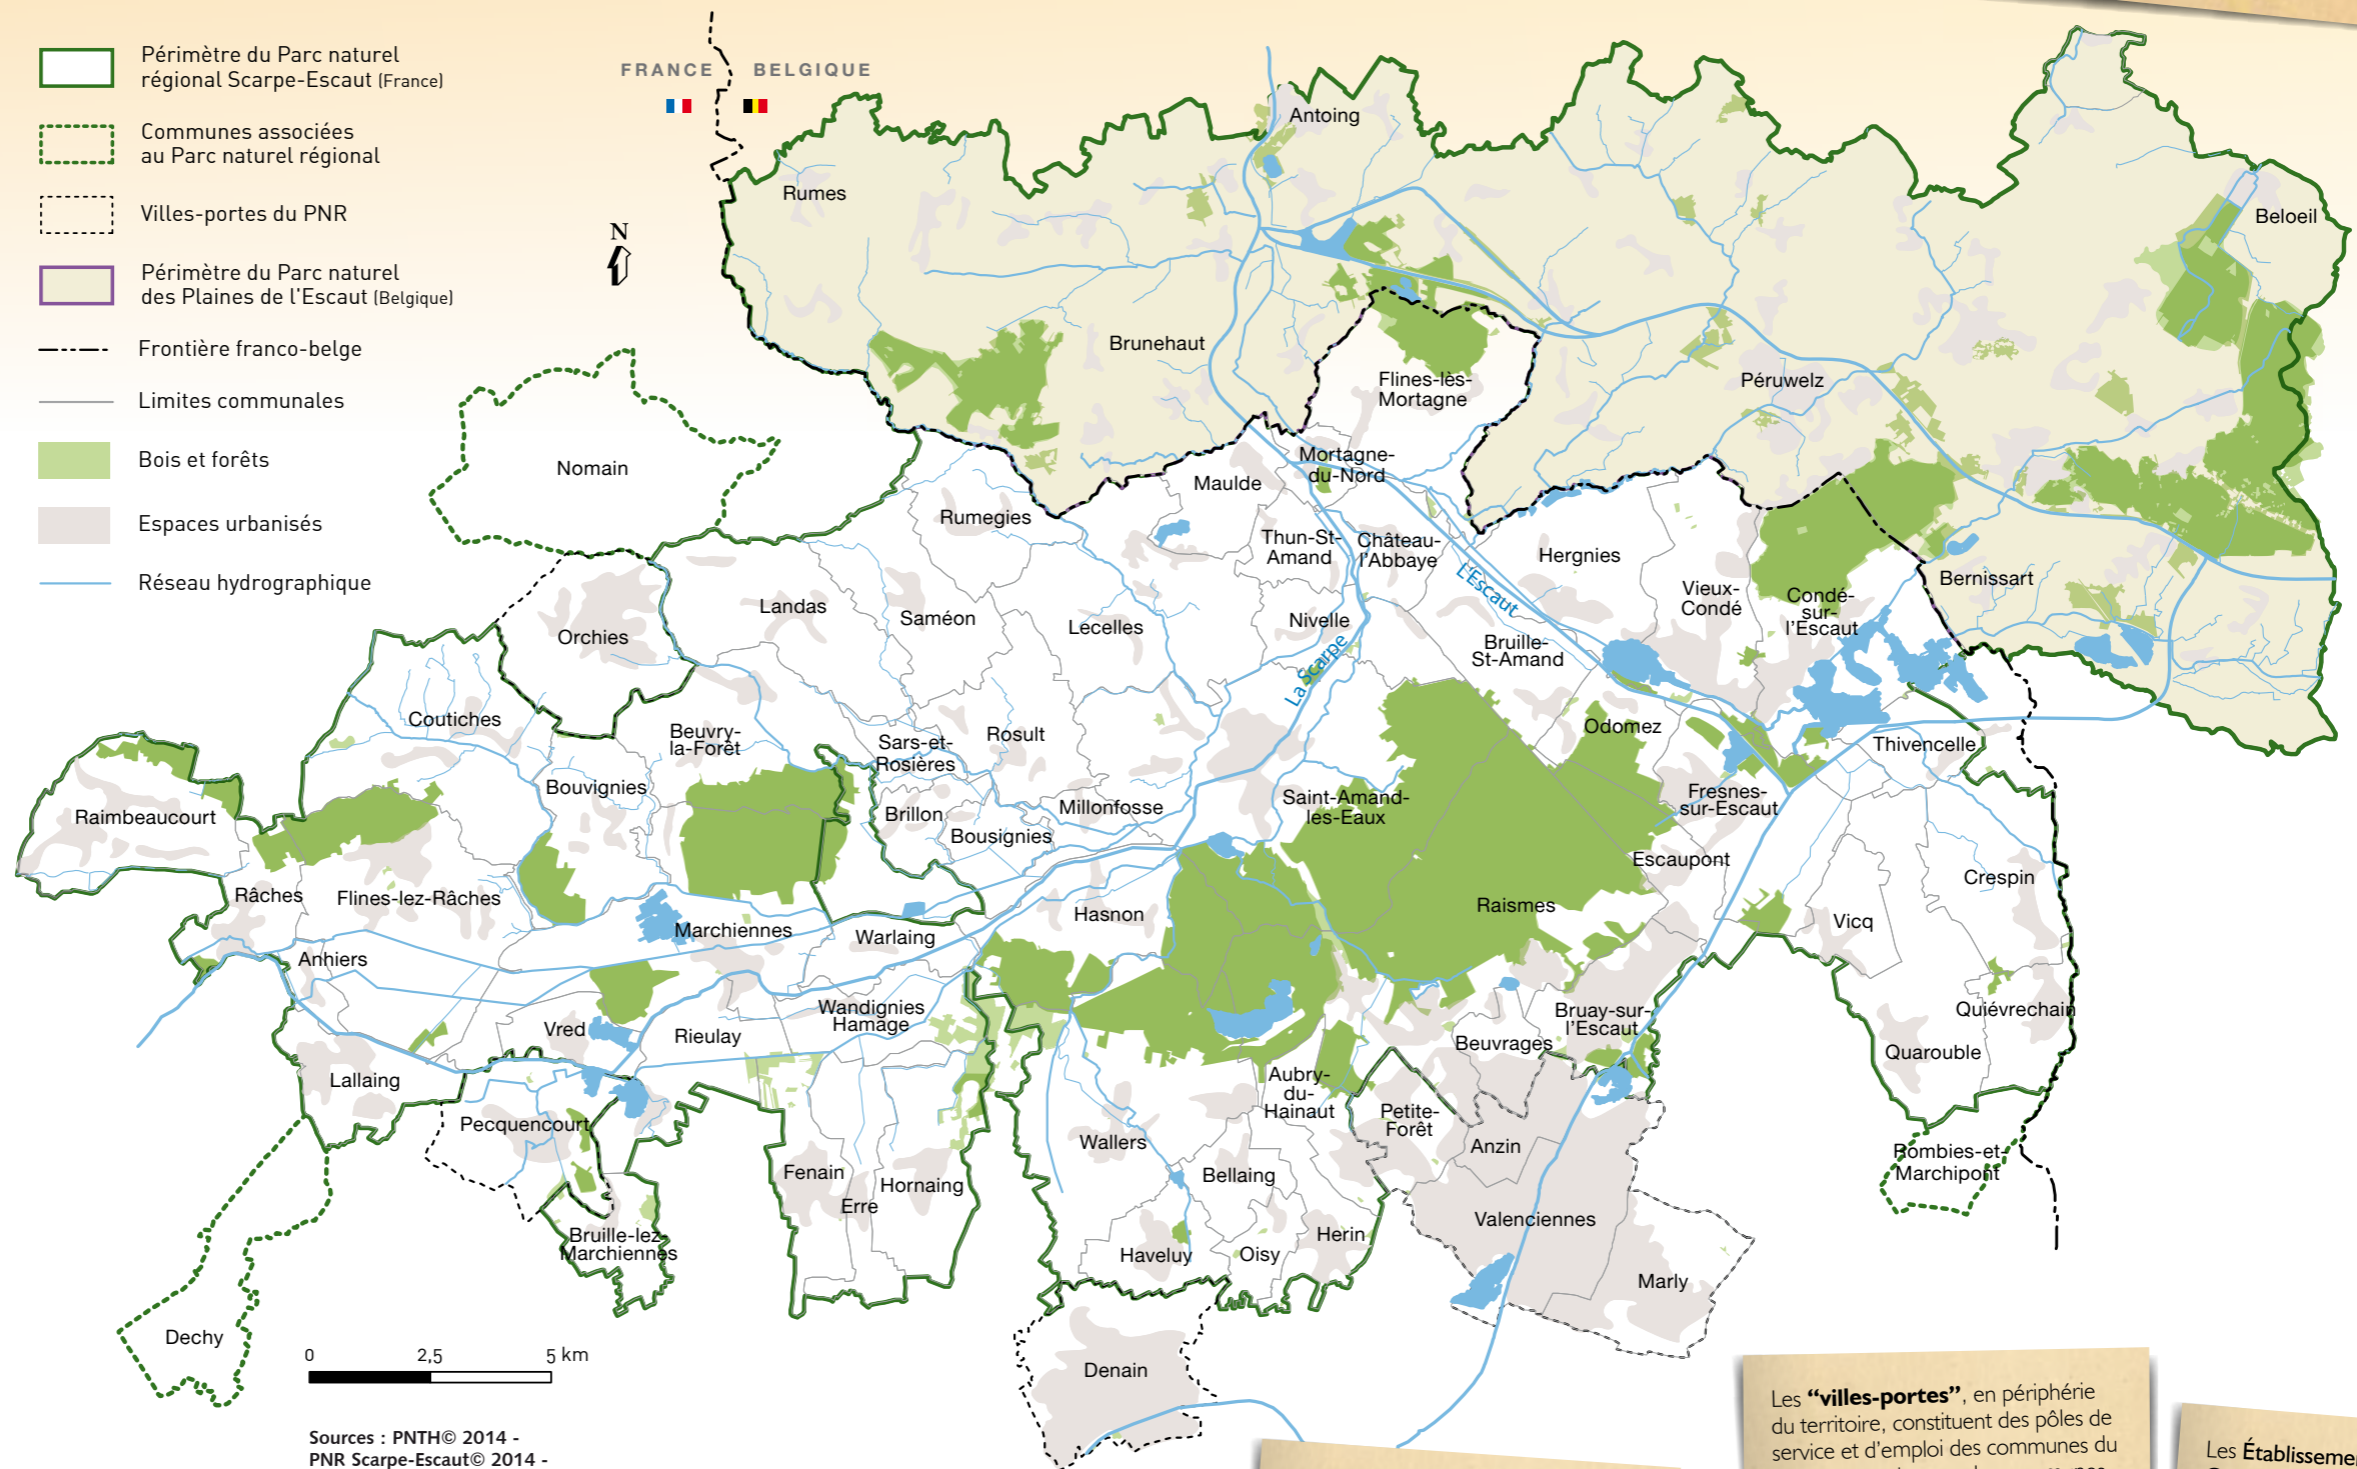 Périmètre du Parc naturel
régional Scarpe-Escaut (France)
Communes associées
au Parc naturel régional
Villes-portes du PNR
Périmètre du Parc naturel
des Plaines de l'Escaut (Belgique)
Frontière franco-belge
Limites communales
Bois et forêts
Espaces urbanisés
Réseau hydrographique
FRANCE
BELGIQUE
N
Antoing
Rumes
Beloeil
Brunehaut
Flines-lès-
Mortagne
Péruwelz
Nomain
Mortagne-
du-Nord
Maulde
Rumegies
Thun-St-
Amand
Château-
l'Abbaye
Hergnies
L'Escaut
Vieux-
Condé
Condé-
sur-
l'Escaut
Bernissart
Orchies
Landas
Saméon
Lecelles
Nivelle
La Scarpe
Bruille-
St-Amand
Coutiches
Beuvry-
la-Forêt
Sars-et-
Rosières
Rosult
Odomez
Thivencelle
Bouvignies
Raimbeaucourt
Brillon
Bousignies
Millonfosse
Saint-Amand-
les-Eaux
Fresnes-
sur-Escaut
Escaupont
Râches
Flines-lez-Râches
Marchiennes
Warlaing
Hasnon
Raismes
Vicq
Crespin
Anhiers
Wandignies
Hamage
Vred
Rieulay
Bruay-sur-
l'Escaut
Beuvrages
Quiévrechain
Quarouble
Lallaing
Pecquencourt
Aubry-
du-
Hainaut
Petite-
Forêt
Anzin
Wallers
Bellaing
Fenain
Erre
Hornaing
Rombies-et-
Marchipont
Bruille-lez-
Marchiennes
Haveluy
Oisy
Herin
Valenciennes
Marly
Dechy
Denain
0 2,5 5 km
Sources : PNTH© 2014 -
PNR Scarpe-Escaut© 2014 -
Les “villes-portes”, en périphérie
du territoire, constituent des pôles de
service et d’emploi des communes du
Les Établisseme